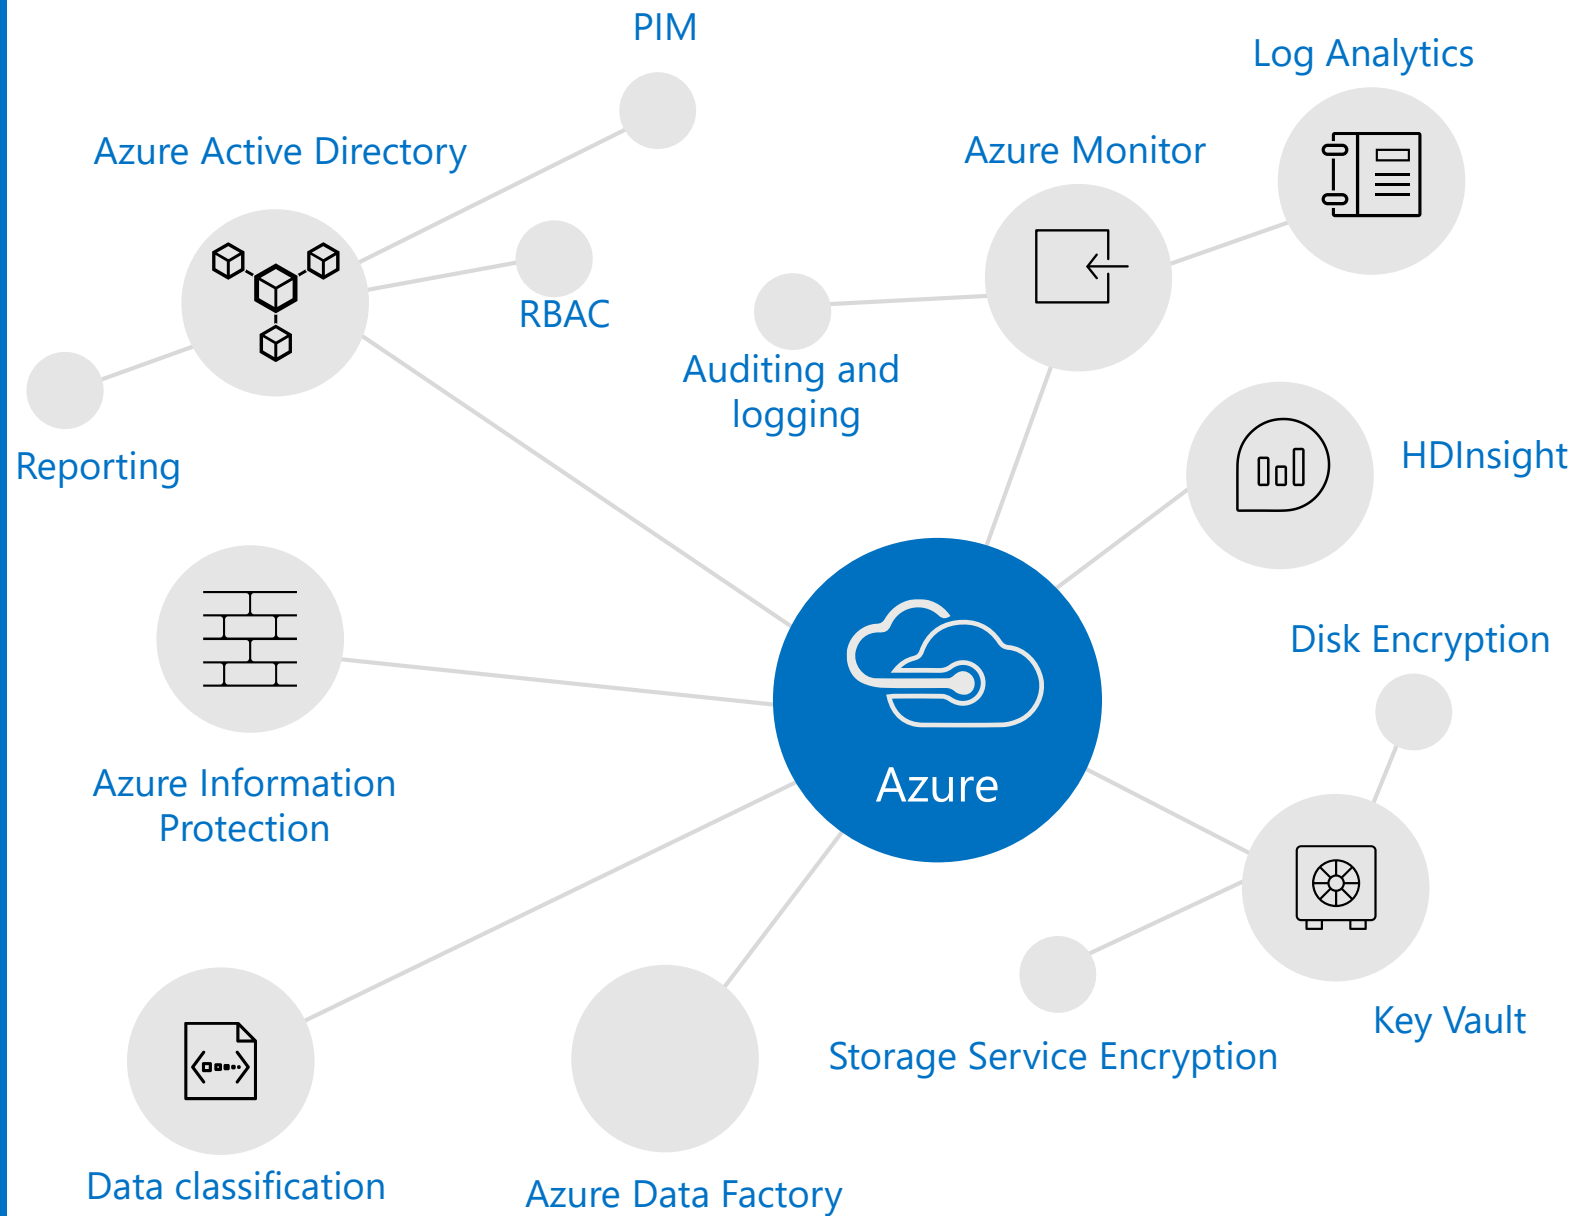 PIM
Log Analytics
Azure Active Directory
Azure Monitor
RBAC
Auditing and
logging
Reporting
HDInsight
Disk Encryption
Azure Information
Protection
Azure
Key Vault
Storage Service Encryption
Data classification
Azure Data Factory